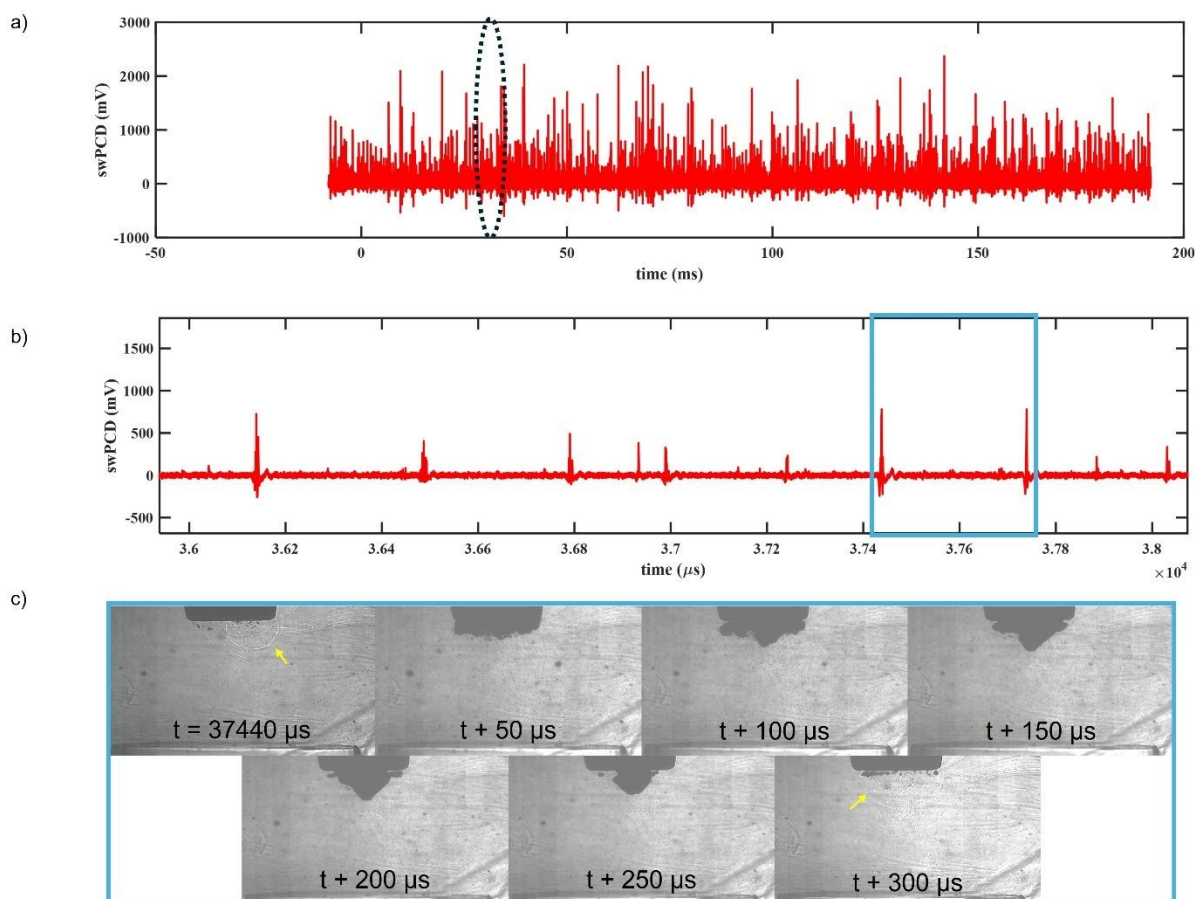 a)
3000
2000
1000
0
-1000
swPCD (mV)
-50 0 50 100 150 200
time (ms)
b)
1500
1000
500
0
-500
swPCD (mV)
3.6 3.62 3.64 3.66 3.68 3.7 3.72 3.74 3.76 3.78 3.8
time (μs)
×10⁴
c)
t = 37440 μs
t + 50 μs
t + 100 μs
t + 150 μs
t + 200 μs
t + 250 μs
t + 300 μs